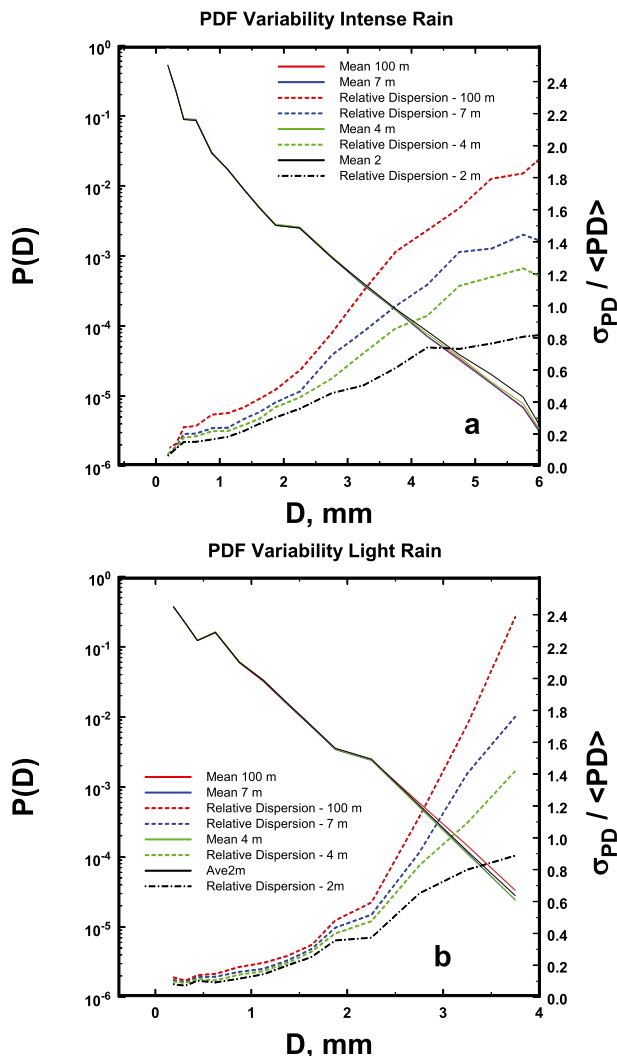 PDF Variability Intense Rain
10^0
10^-1
10^-2
10^-3
10^-4
10^-5
10^-6
P(D)
Mean 100 m
Mean 7 m
Relative Dispersion - 100 m
Relative Dispersion - 7 m
Mean 4 m
Relative Dispersion - 4 m
Mean 2
Relative Dispersion - 2 m
2.4
2.2
2.0
1.8
1.6
1.4
1.2
1.0
0.8
0.6
0.4
0.2
0.0
σ_PD / <PD>
a
0 1 2 3 4 5 6
D, mm
PDF Variability Light Rain
10^0
10^-1
10^-2
10^-3
10^-4
10^-5
10^-6
P(D)
Mean 100 m
Mean 7 m
Relative Dispersion - 100 m
Relative Dispersion - 7 m
Mean 4 m
Relative Dispersion - 4 m
Ave2m
Relative Dispersion - 2m
2.4
2.2
2.0
1.8
1.6
1.4
1.2
1.0
0.8
0.6
0.4
0.2
0.0
σ_PD / <PD>
b
0 1 2 3 4
D, mm